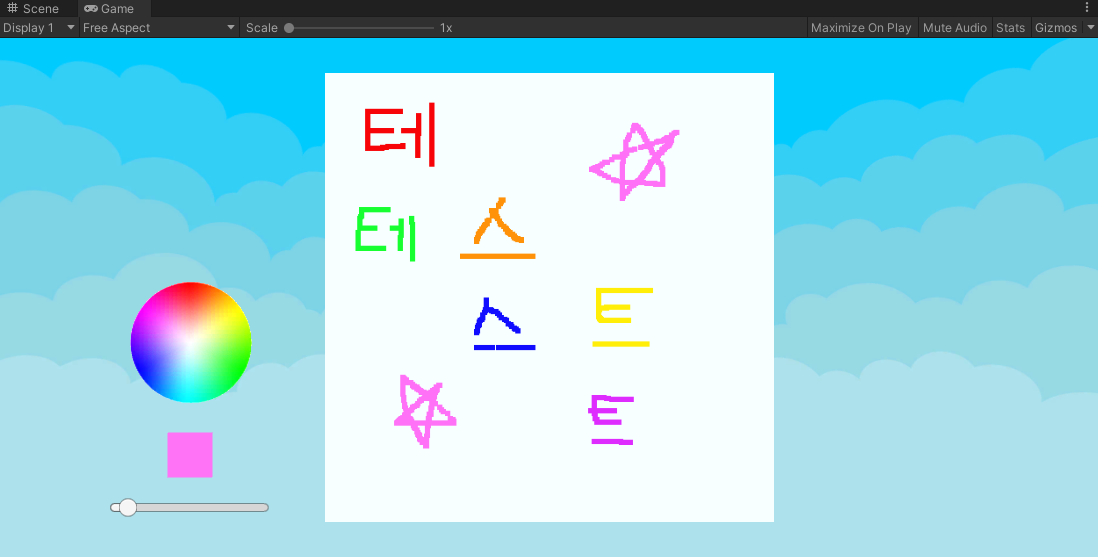 Scene Game
Display 1 Free Aspect Scale 1x Maximize On Play Mute Audio Stats Gizmos
테
테 스
스 트
트